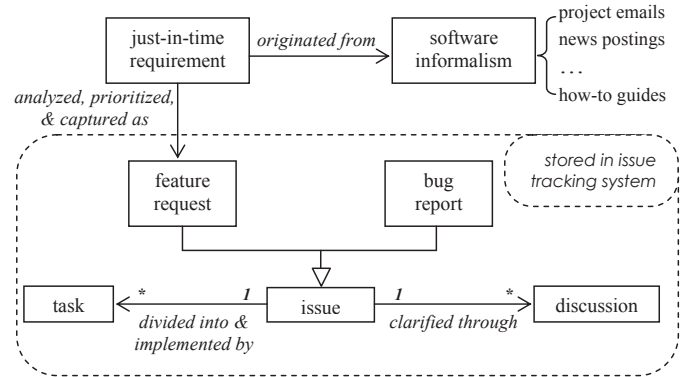 just-in-time
requirement
originated from
software
informalism
project emails
news postings
...
how-to guides
analyzed, prioritized,
& captured as
stored in issue
tracking system
feature
request
bug
report
task
*
1
issue
1
*
discussion
divided into &
implemented by
clarified through